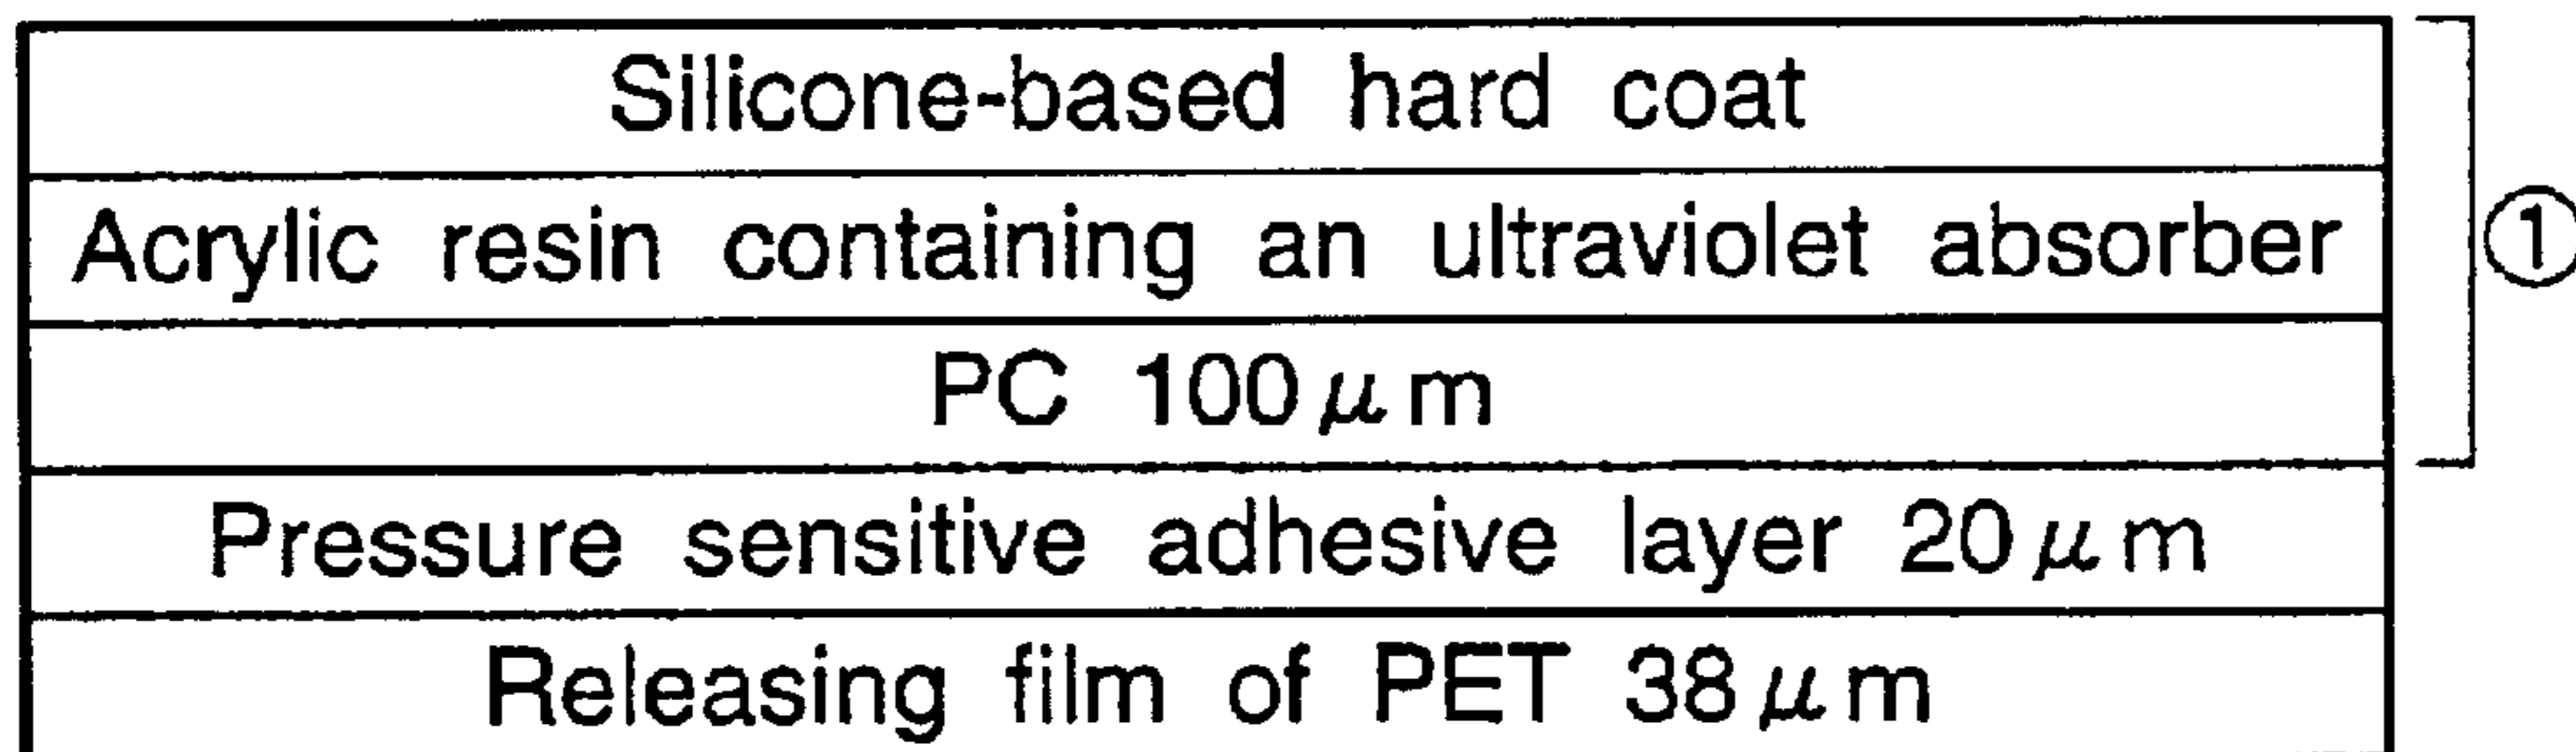 Silicone-based hard coat
Acrylic resin containing an ultraviolet absorber
①
PC 100μm
Pressure sensitive adhesive layer 20μm
Releasing film of PET 38μm